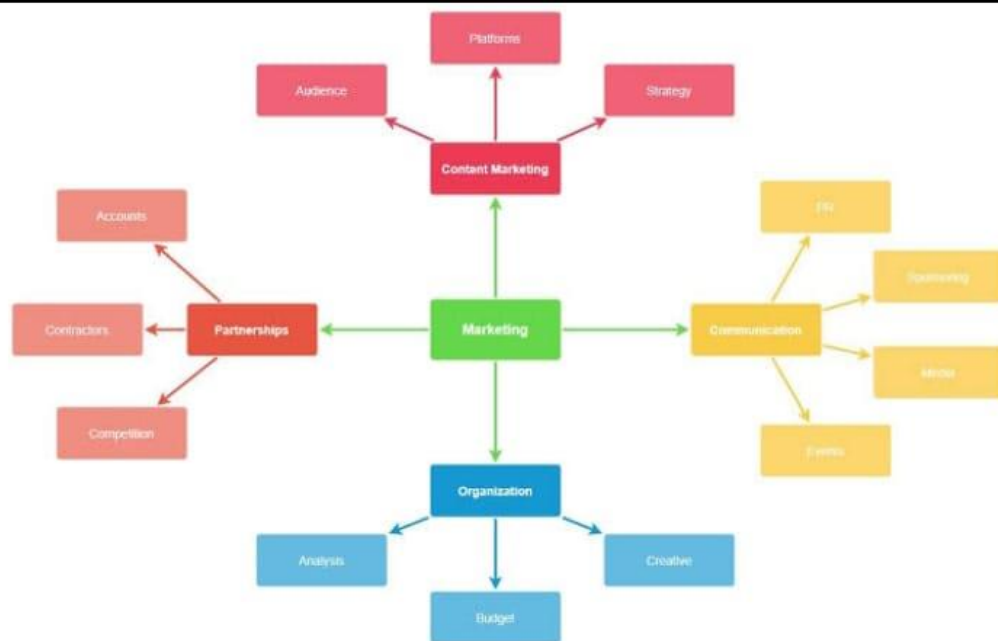 Platforms
Audience
Strategy
Content Marketing
Accounts
PR
Sponsoring
Contractors
Partnerships
Marketing
Communication
Media
Competition
Events
Organization
Analysis
Creative
Budget